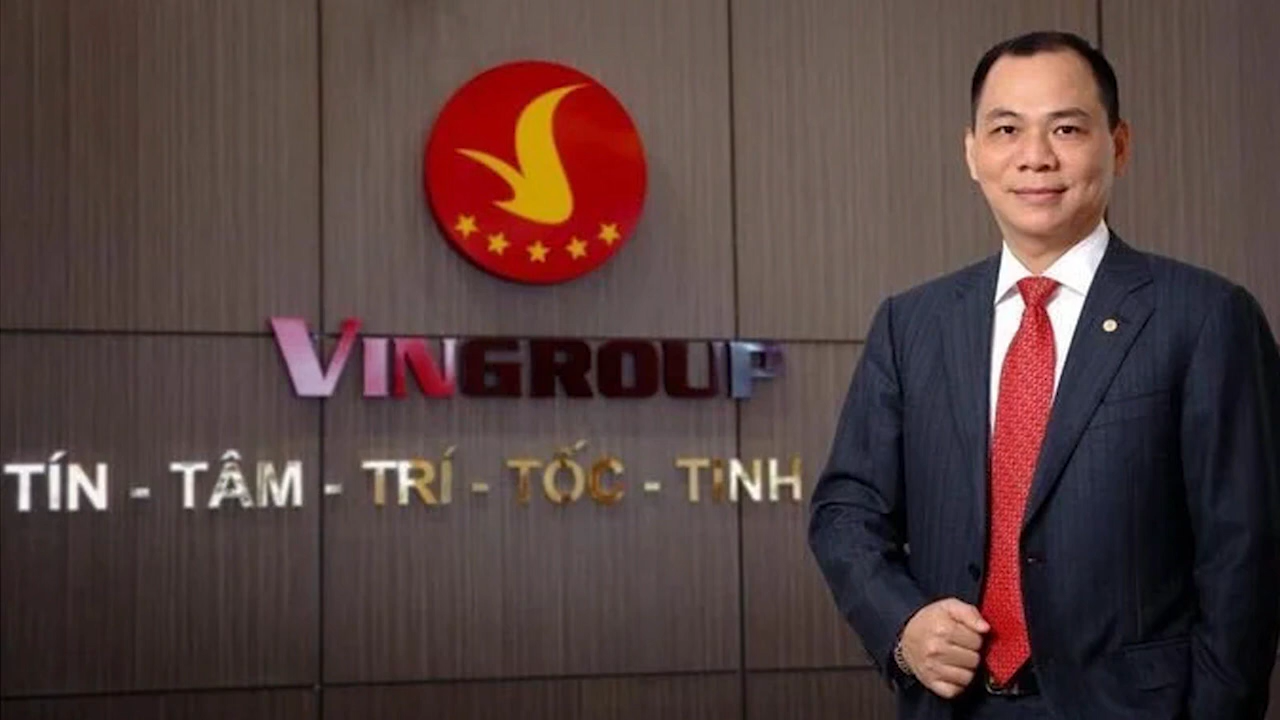 VINGROUP
TÍN - TÂM - TRÍ - TỐC - TINH